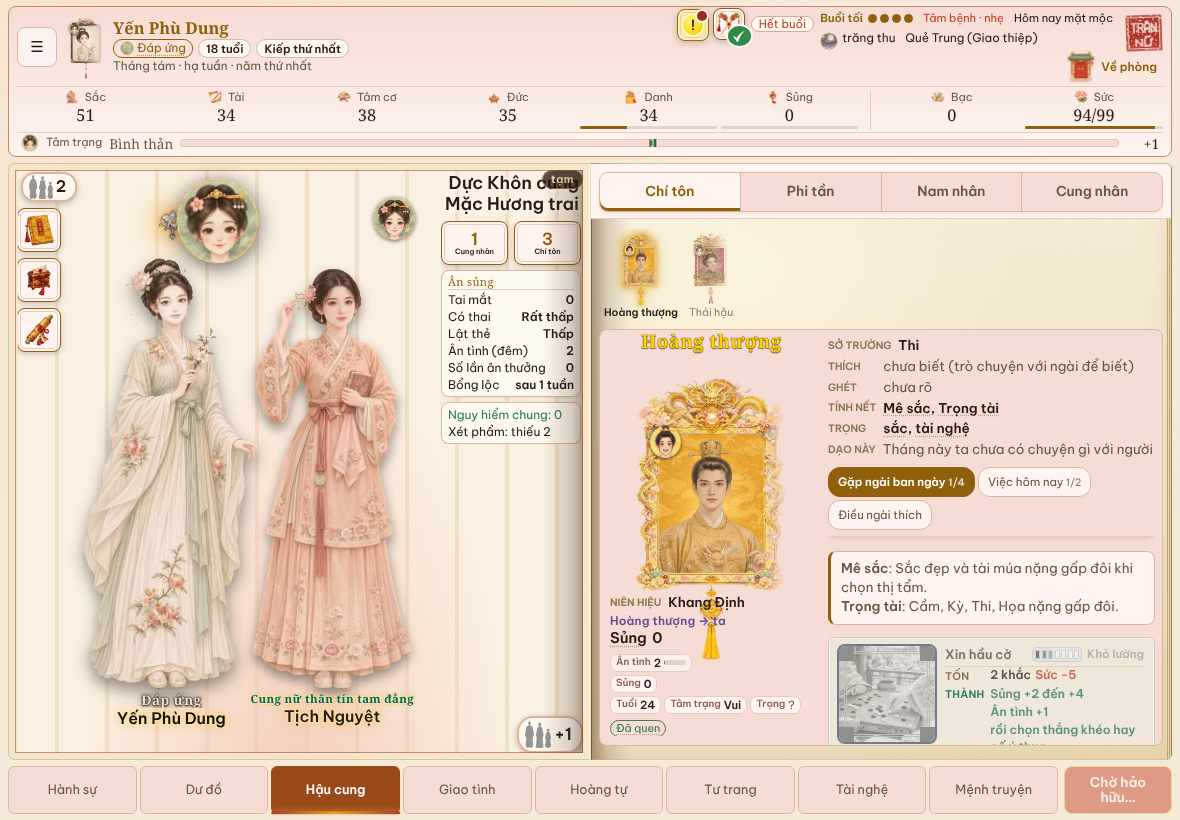 Yến Phù Dung
Đáp ứng
18 tuổi
Kiếp thứ nhất
Tháng tám · hạ tuần · năm thứ nhất
Hết buổi
Buổi tối
Tâm bệnh · nhẹ
Hôm nay mặt mộc
trăng thu
Quẻ Trung (Giao thiệp)
TRÂM NỮ
Về phòng
Sắc
51
Tài
34
Tâm cơ
38
Đức
35
Danh
34
Sủng
0
Bạc
0
Sức
94/99
Tâm trạng
Bình thản
+1
2
Dực Khôn cung
Mặc Hương trai
tam
1
Cung nhân
3
Chí tôn
Ân sủng
Tai mắt 0
Có thai Rất thấp
Lật thẻ Thấp
Ân tình (đêm) 2
Số lần ân thưởng 0
Bổng lộc sau 1 tuần
Nguy hiểm chung: 0
Xét phẩm: thiếu 2
Đáp ứng
Yến Phù Dung
Cung nữ thân tín tam đẳng
Tịch Nguyệt
+1
Chí tôn
Phi tần
Nam nhân
Cung nhân
Hoàng thượng
Thái hậu
Hoàng thượng
NIÊN HIỆU Khang Định
Hoàng thượng → ta
Sủng 0
Ân tình 2
Sủng 0
Tuổi 24
Tâm trạng Vui
Trọng ?
Đã quen
SỞ TRƯỜNG Thi
THÍCH chưa biết (trò chuyện với ngài để biết)
GHÉT chưa rõ
TÍNH NẾT Mê sắc, Trọng tài
TRỌNG sắc, tài nghệ
DẠO NÀY Tháng này ta chưa có chuyện gì với người
Gặp ngài ban ngày 1/4
Việc hôm nay 1/2
Điều ngài thích
Mê sắc: Sắc đẹp và tài múa nặng gấp đôi khi
chọn thị tẩm.
Trọng tài: Cầm, Kỳ, Thi, Họa nặng gấp đôi.
Xin hầu cờ
Khó lường
TỐN 2 khắc Sức -5
THÀNH Sủng +2 đến +4
Ân tình +1
rồi chọn thắng khéo hay
Hành sự
Dư đồ
Hậu cung
Giao tình
Hoàng tự
Tư trang
Tài nghệ
Mệnh truyện
Chờ hảo
hữu…